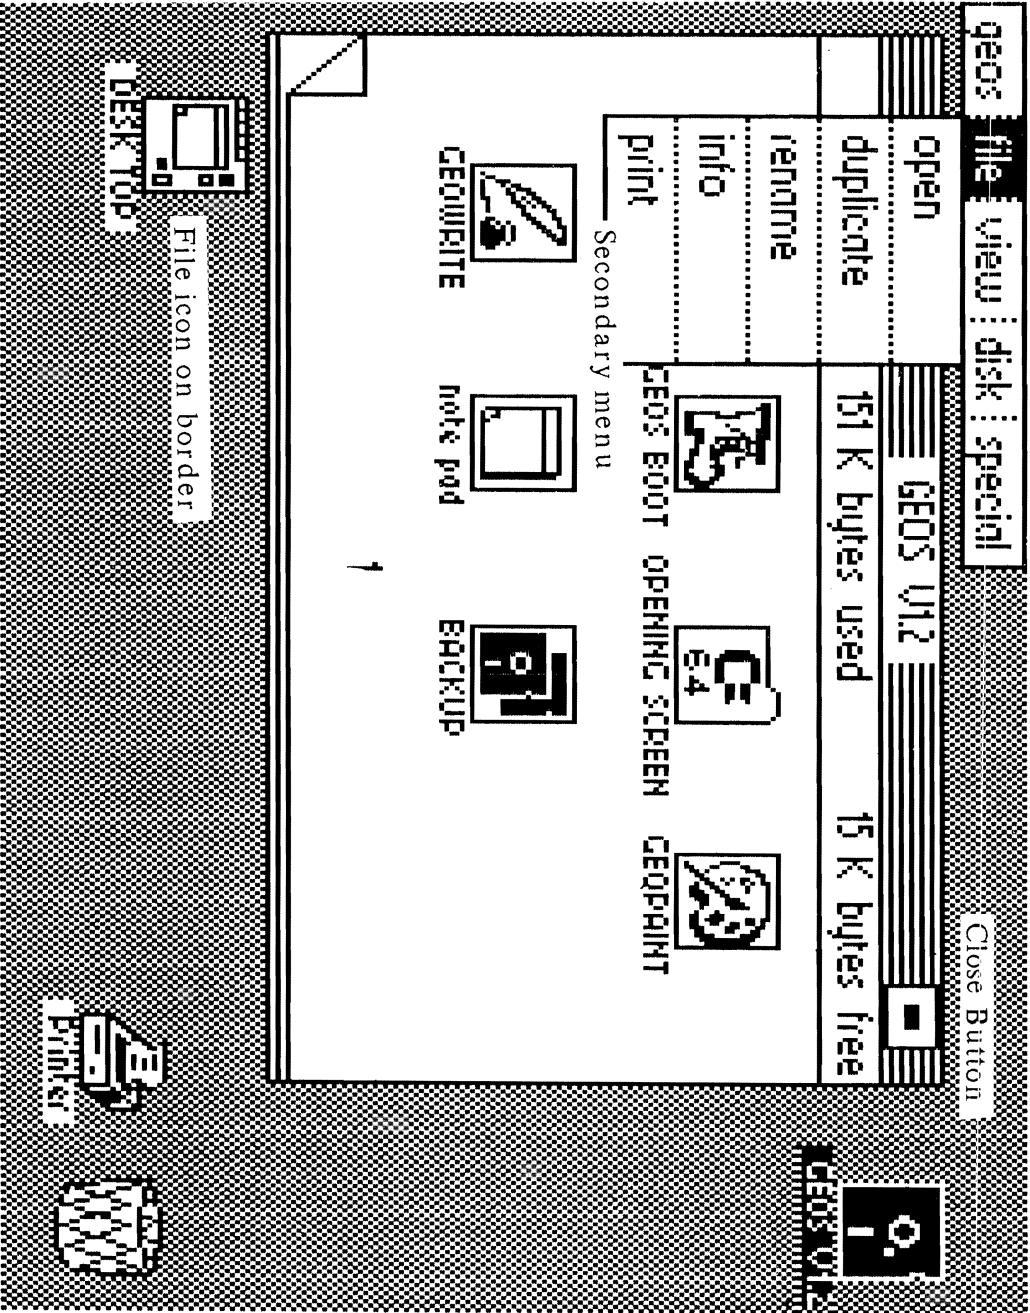 geos file view disk special
Close Button
open
duplicate
rename
info
print
GEOS V1.2
151 K bytes used 15 K bytes free
GEOS BOOT OPENING SCREEN GEOPAINT
C= 64
Secondary menu
GEOWRITE note pad BACKUP
1
File icon on border
DESK TOP
printer